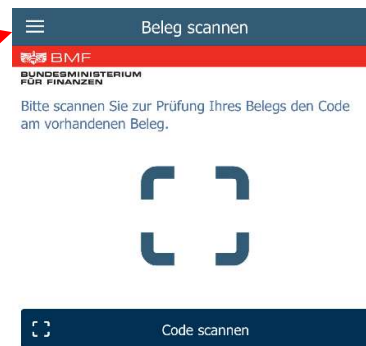 Beleg scannen
BMF
BUNDESMINISTERIUM
FÜR FINANZEN
Bitte scannen Sie zur Prüfung Ihres Belegs den Code
am vorhandenen Beleg.
Code scannen